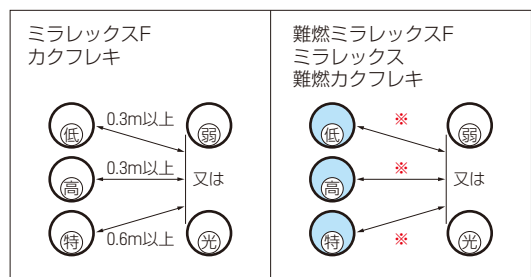 ミラレックスF
カクフレキ
低
0.3m以上
弱
高
0.3m以上
又は
特
0.6m以上
光
難燃ミラレックスF
ミラレックス
難燃カクフレキ
低
※
弱
高
※
又は
特
※
光